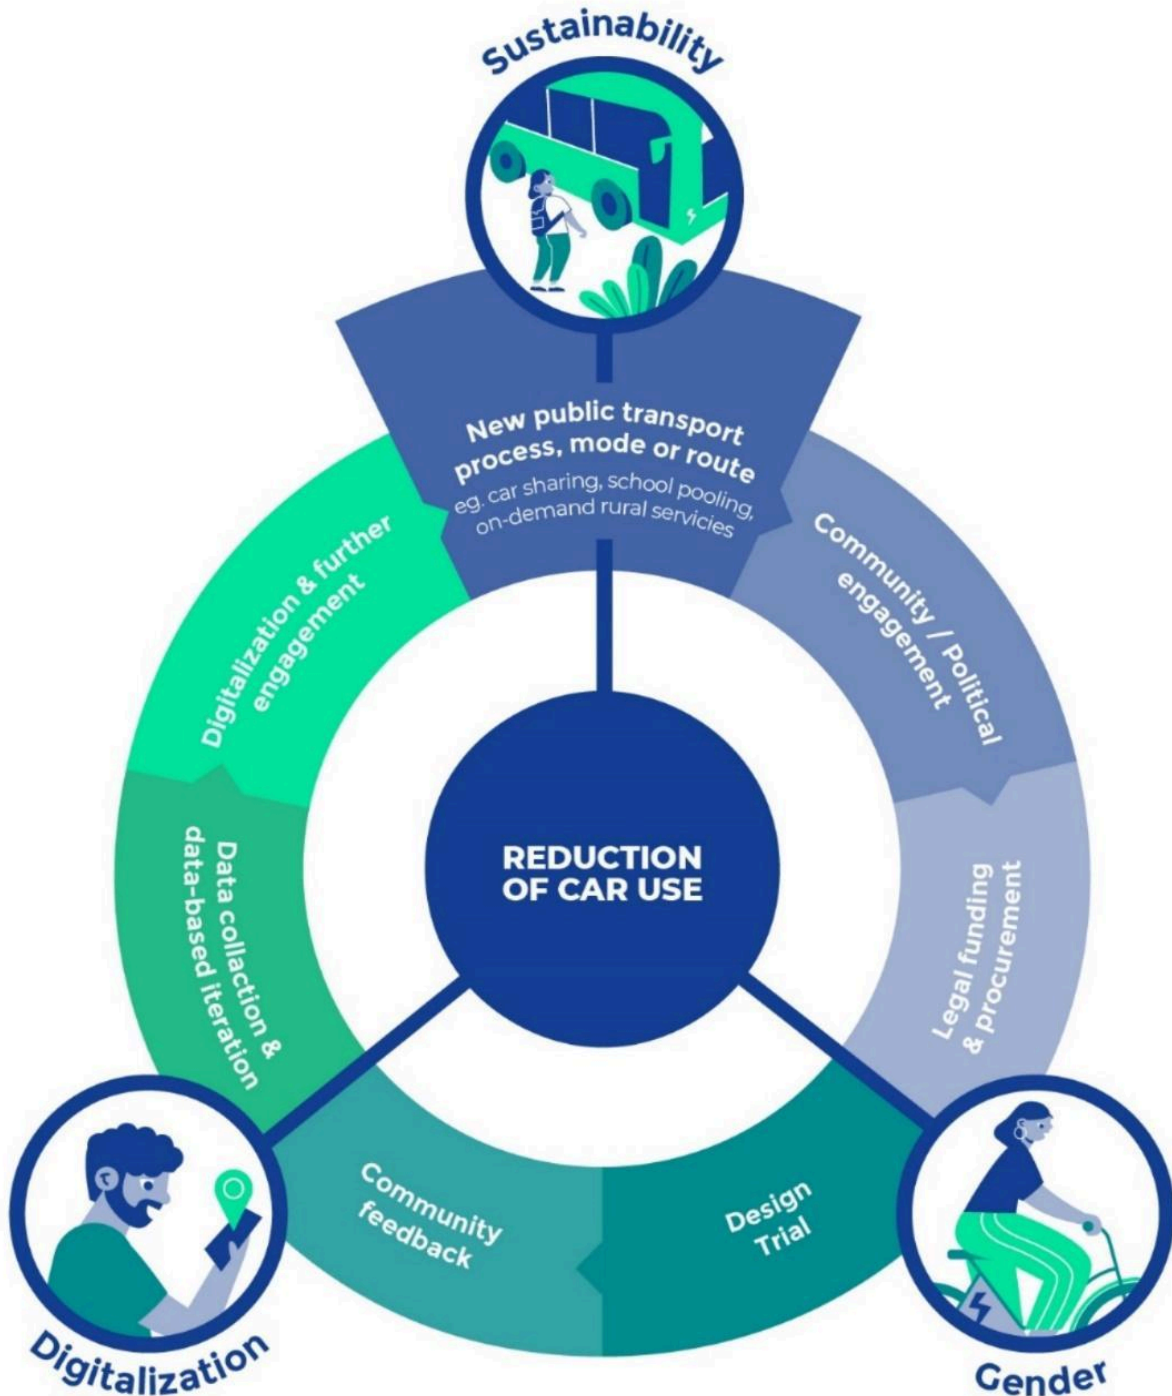 Sustainability
New public transport
process, mode or route
eg. car sharing, school pooling,
on-demand rural servicies
Community / Political
engagement
Legal funding
& procurement
Design
Trial
Community
feedback
Data collaction &
data-based iteration
Digitalization & further
engagement
REDUCTION
OF CAR USE
Digitalization
Gender